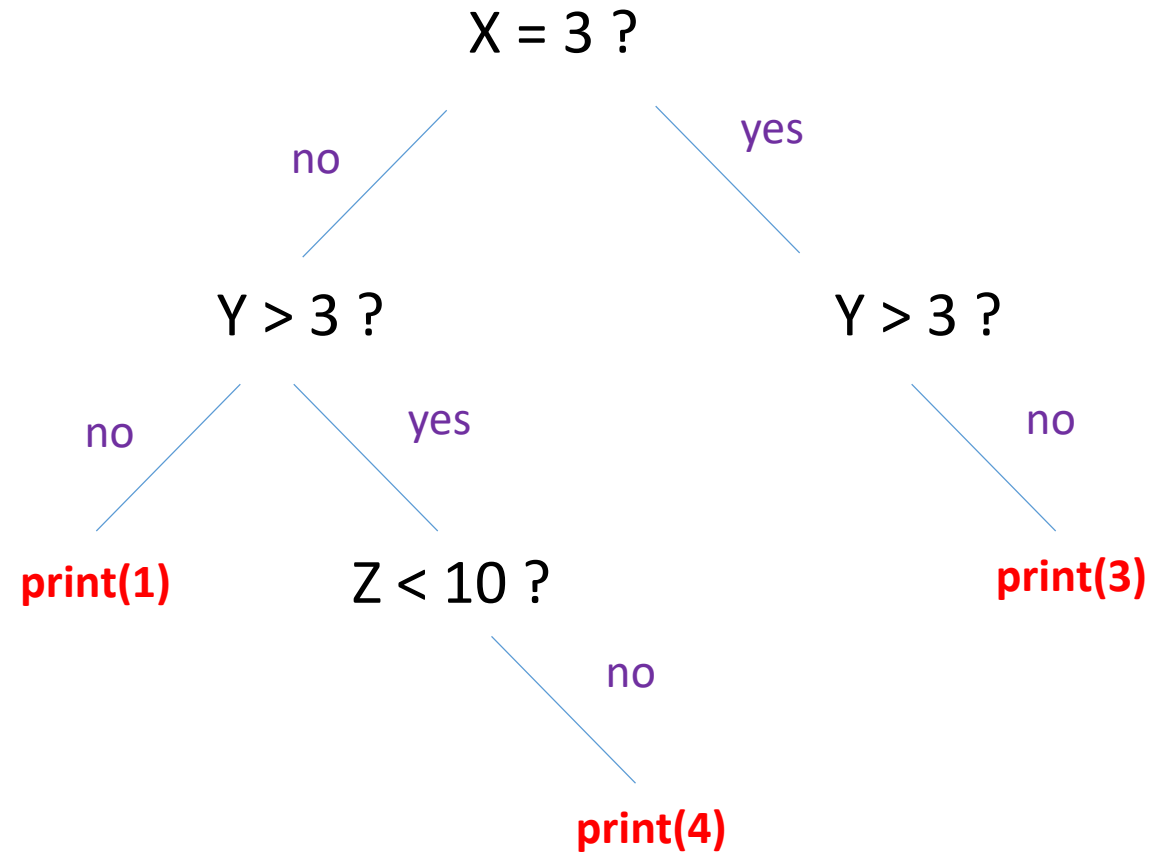 X = 3 ?
no
yes
Y > 3 ?
Y > 3 ?
no
yes
no
print(1)
Z < 10 ?
print(3)
no
print(4)